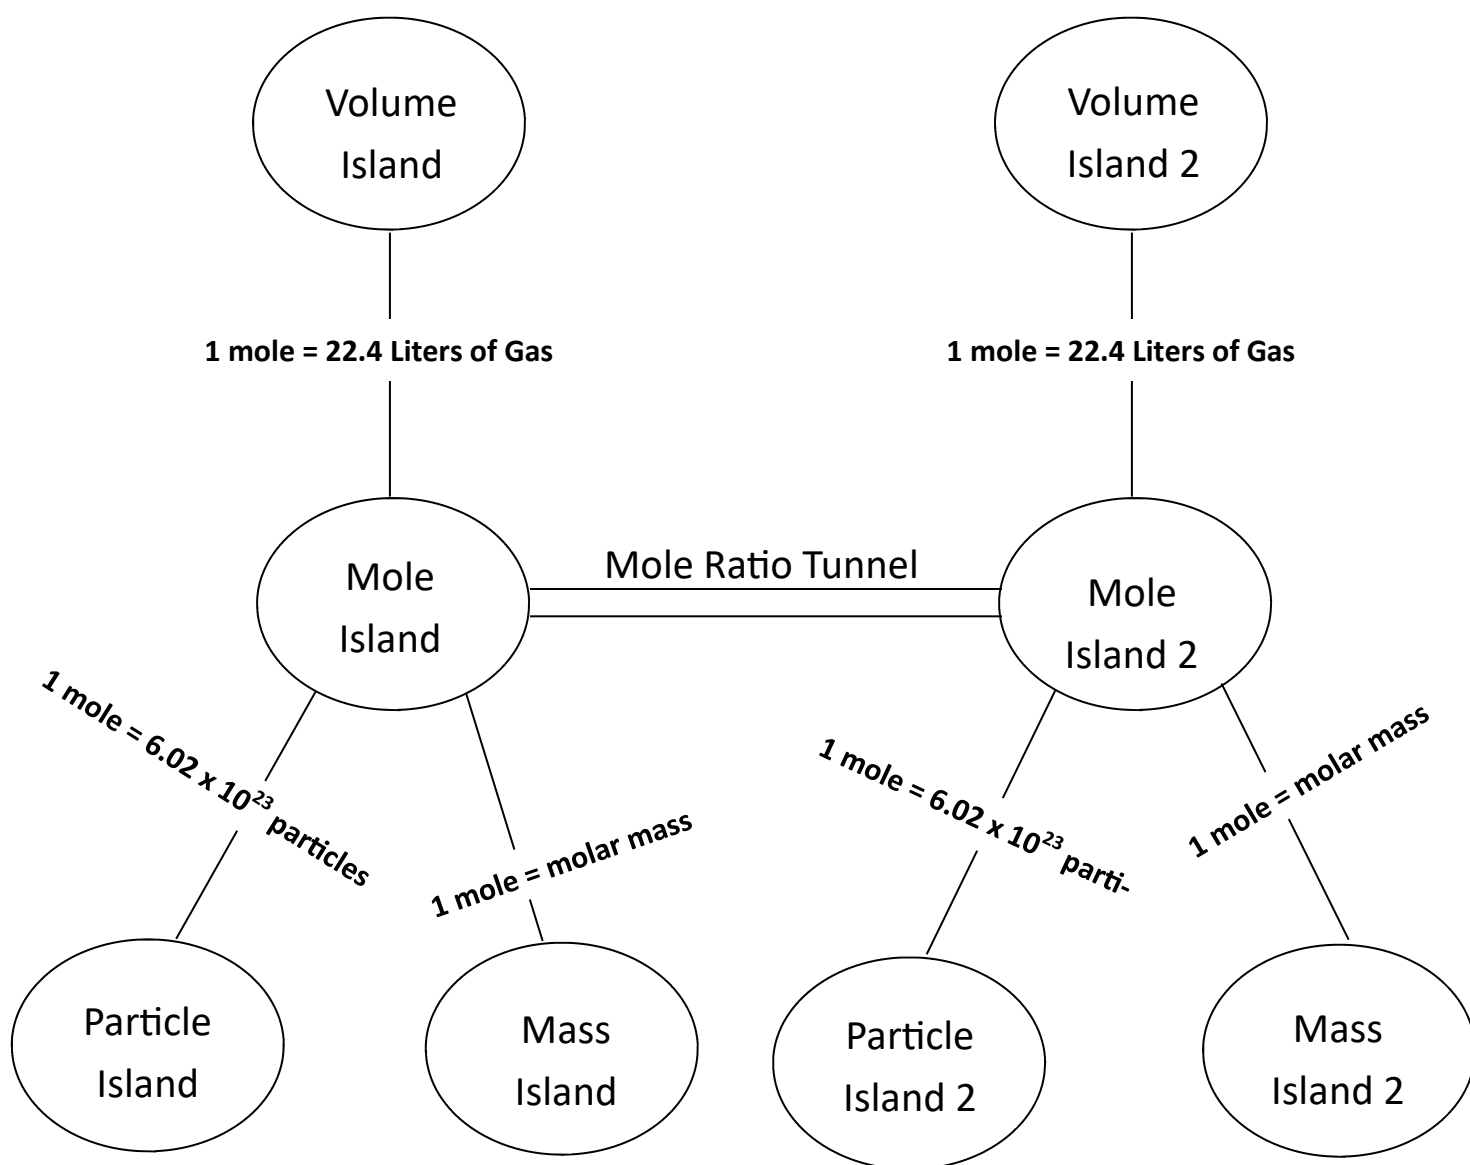 Volume
Island
Volume
Island 2
1 mole = 22.4 Liters of Gas
1 mole = 22.4 Liters of Gas
Mole Ratio Tunnel
Mole
Island
Mole
Island 2
1 mole = 6.02 x 10²³ particles
1 mole = molar mass
1 mole = 6.02 x 10²³ parti-
1 mole = molar mass
Particle
Island
Mass
Island
Particle
Island 2
Mass
Island 2